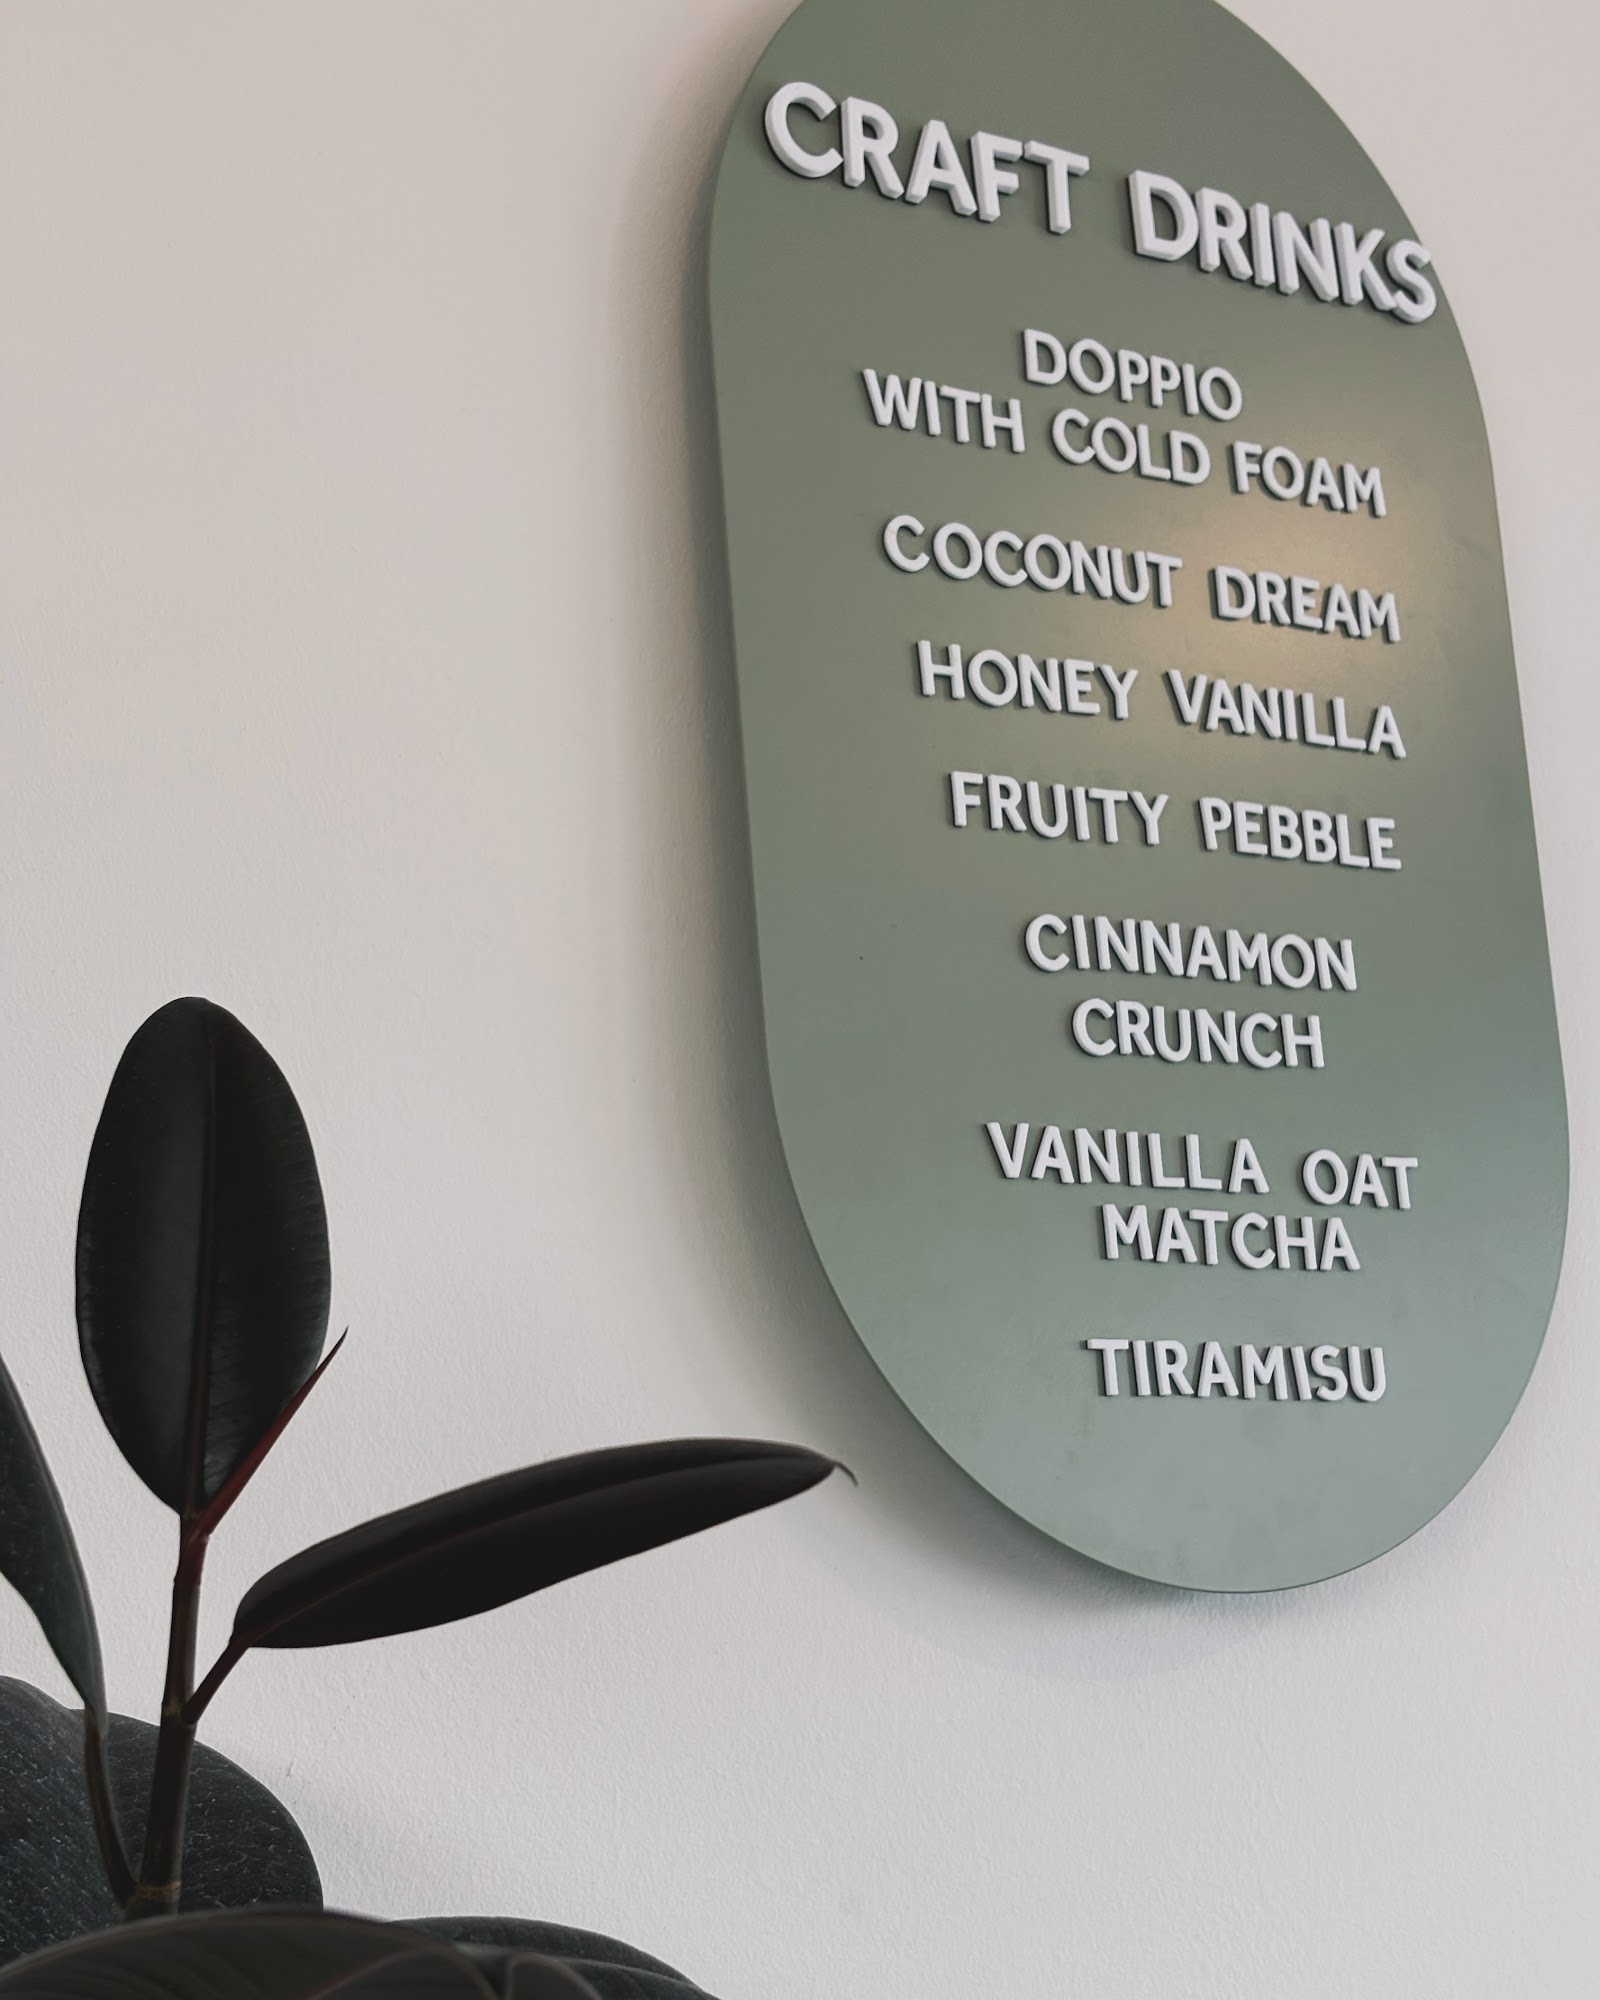 CRAFT DRINKS
DOPPIO
WITH COLD FOAM
COCONUT DREAM
HONEY VANILLA
FRUITY PEBBLE
CINNAMON
CRUNCH
VANILLA OAT
MATCHA
TIRAMISU